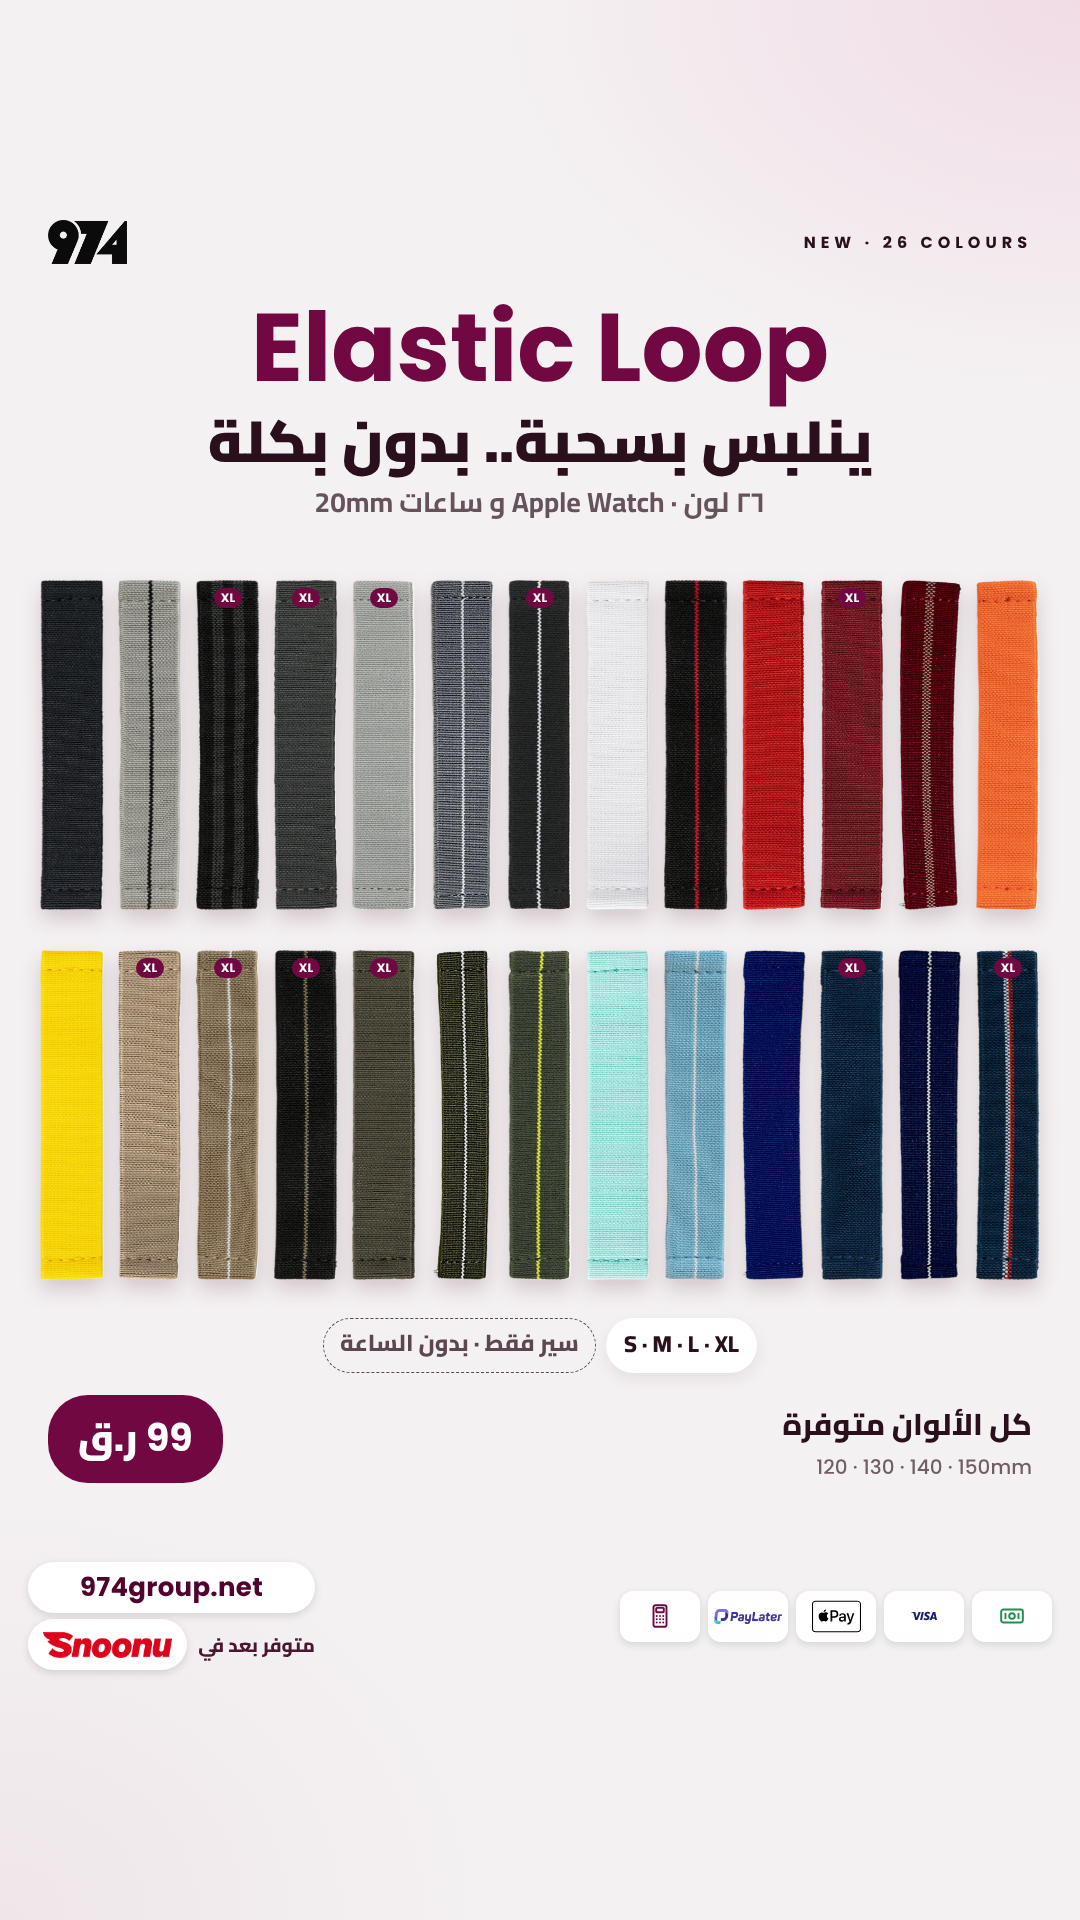 974
NEW · 26 COLOURS
Elastic Loop
ينلبس بسحبة.. بدون بكلة
٢٦ لون · Apple Watch و ساعات 20mm
XL XL XL XL XL
XL XL XL XL XL XL
سير فقط · بدون الساعة
S · M · L · XL
99 ر.ق
كل الألوان متوفرة
120 · 130 · 140 · 150mm
974group.net
متوفر بعد في Snoonu
PayLater
Pay
VISA